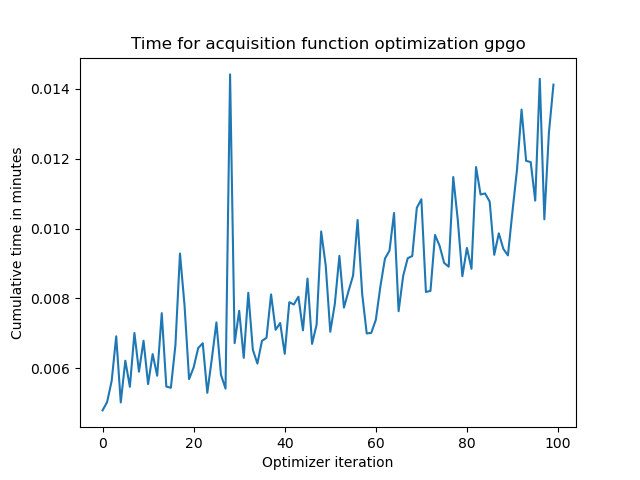 Time for acquisition function optimization gpgo
Cumulative time in minutes
0.014
0.012
0.010
0.008
0.006
0 20 40 60 80 100
Optimizer iteration